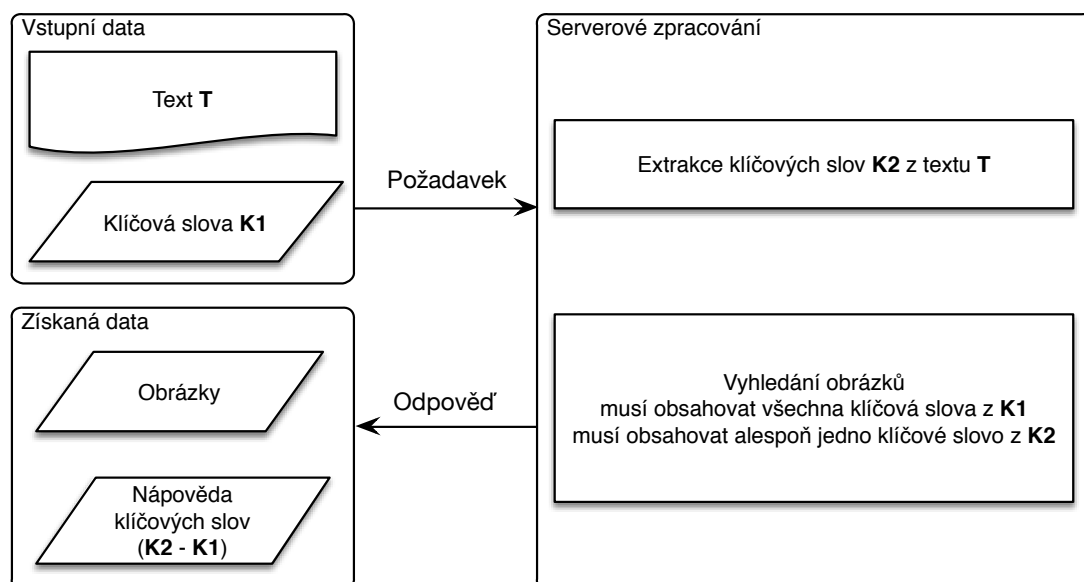 Vstupní data
Text T
Klíčová slova K1
Požadavek
Serverové zpracování
Extrakce klíčových slov K2 z textu T
Vyhledání obrázků
musí obsahovat všechna klíčová slova z K1
musí obsahovat alespoň jedno klíčové slovo z K2
Odpověď
Získaná data
Obrázky
Nápověda
klíčových slov
(K2 - K1)